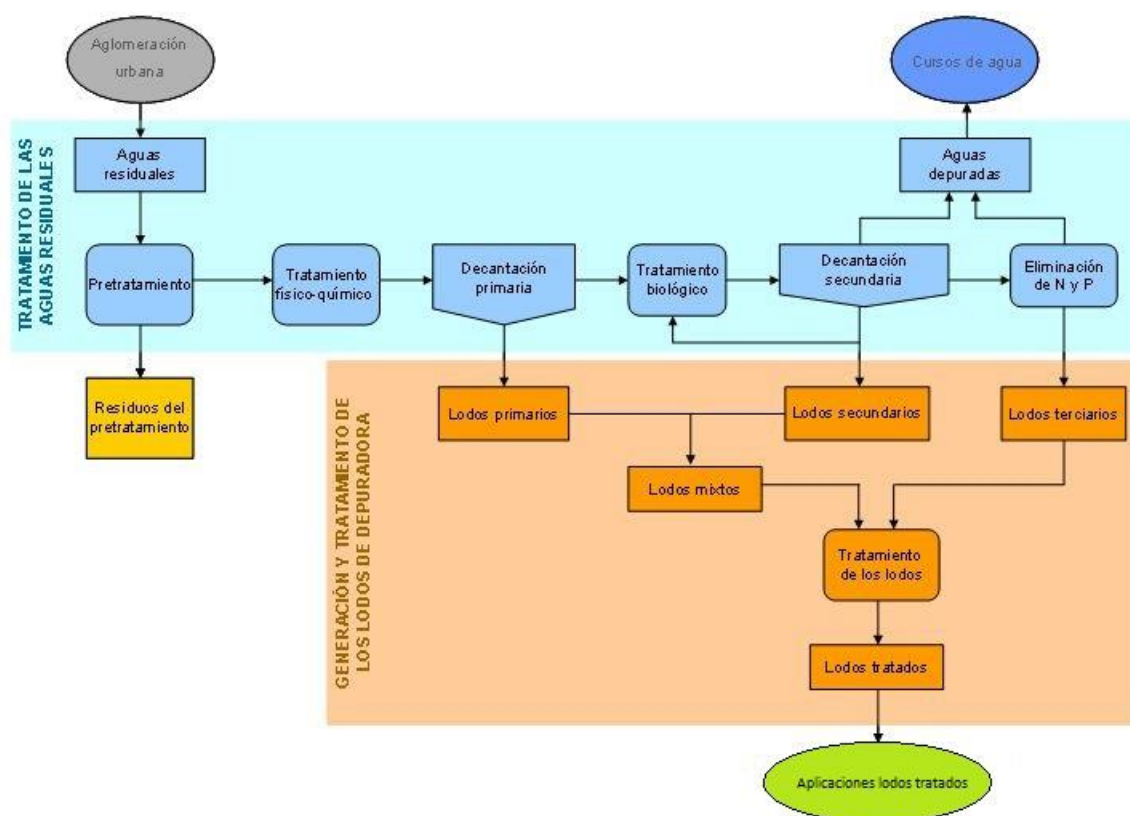 Aglomeración
urbana
Cursos de agua
TRATAMIENTO DE LAS
AGUAS RESIDUALES
Aguas
residuales
Aguas
depuradas
Pretratamiento
Tratamiento
físico-químico
Decantación
primaria
Tratamiento
biológico
Decantación
secundaria
Eliminación
de N y P
Residuos del
pretratamiento
GENERACIÓN Y TRATAMIENTO DE
LOS LODOS DE DEPURADORA
Lodos primarios
Lodos secundarios
Lodos terciarios
Lodos mixtos
Tratamiento
de los lodos
Lodos tratados
Aplicaciones lodos tratados